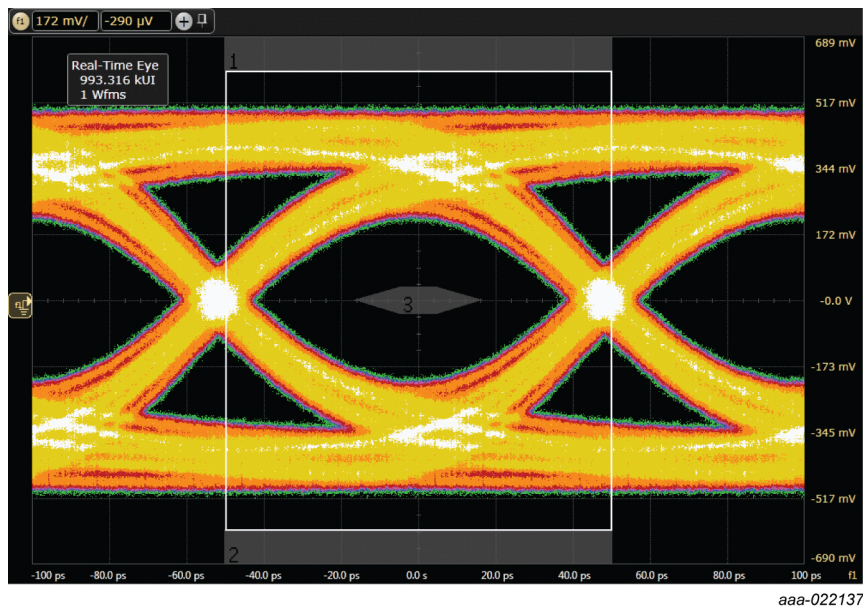 f1 172 mV/ -290 µV +
689 mV
1
Real-Time Eye
993.316 kUI
1 Wfms
517 mV
344 mV
172 mV
3
-0.0 V
f1
-173 mV
-345 mV
-517 mV
2
-690 mV
-100 ps -80.0 ps -60.0 ps -40.0 ps -20.0 ps 0.0 s 20.0 ps 40.0 ps 60.0 ps 80.0 ps 100 ps f1
aaa-022137